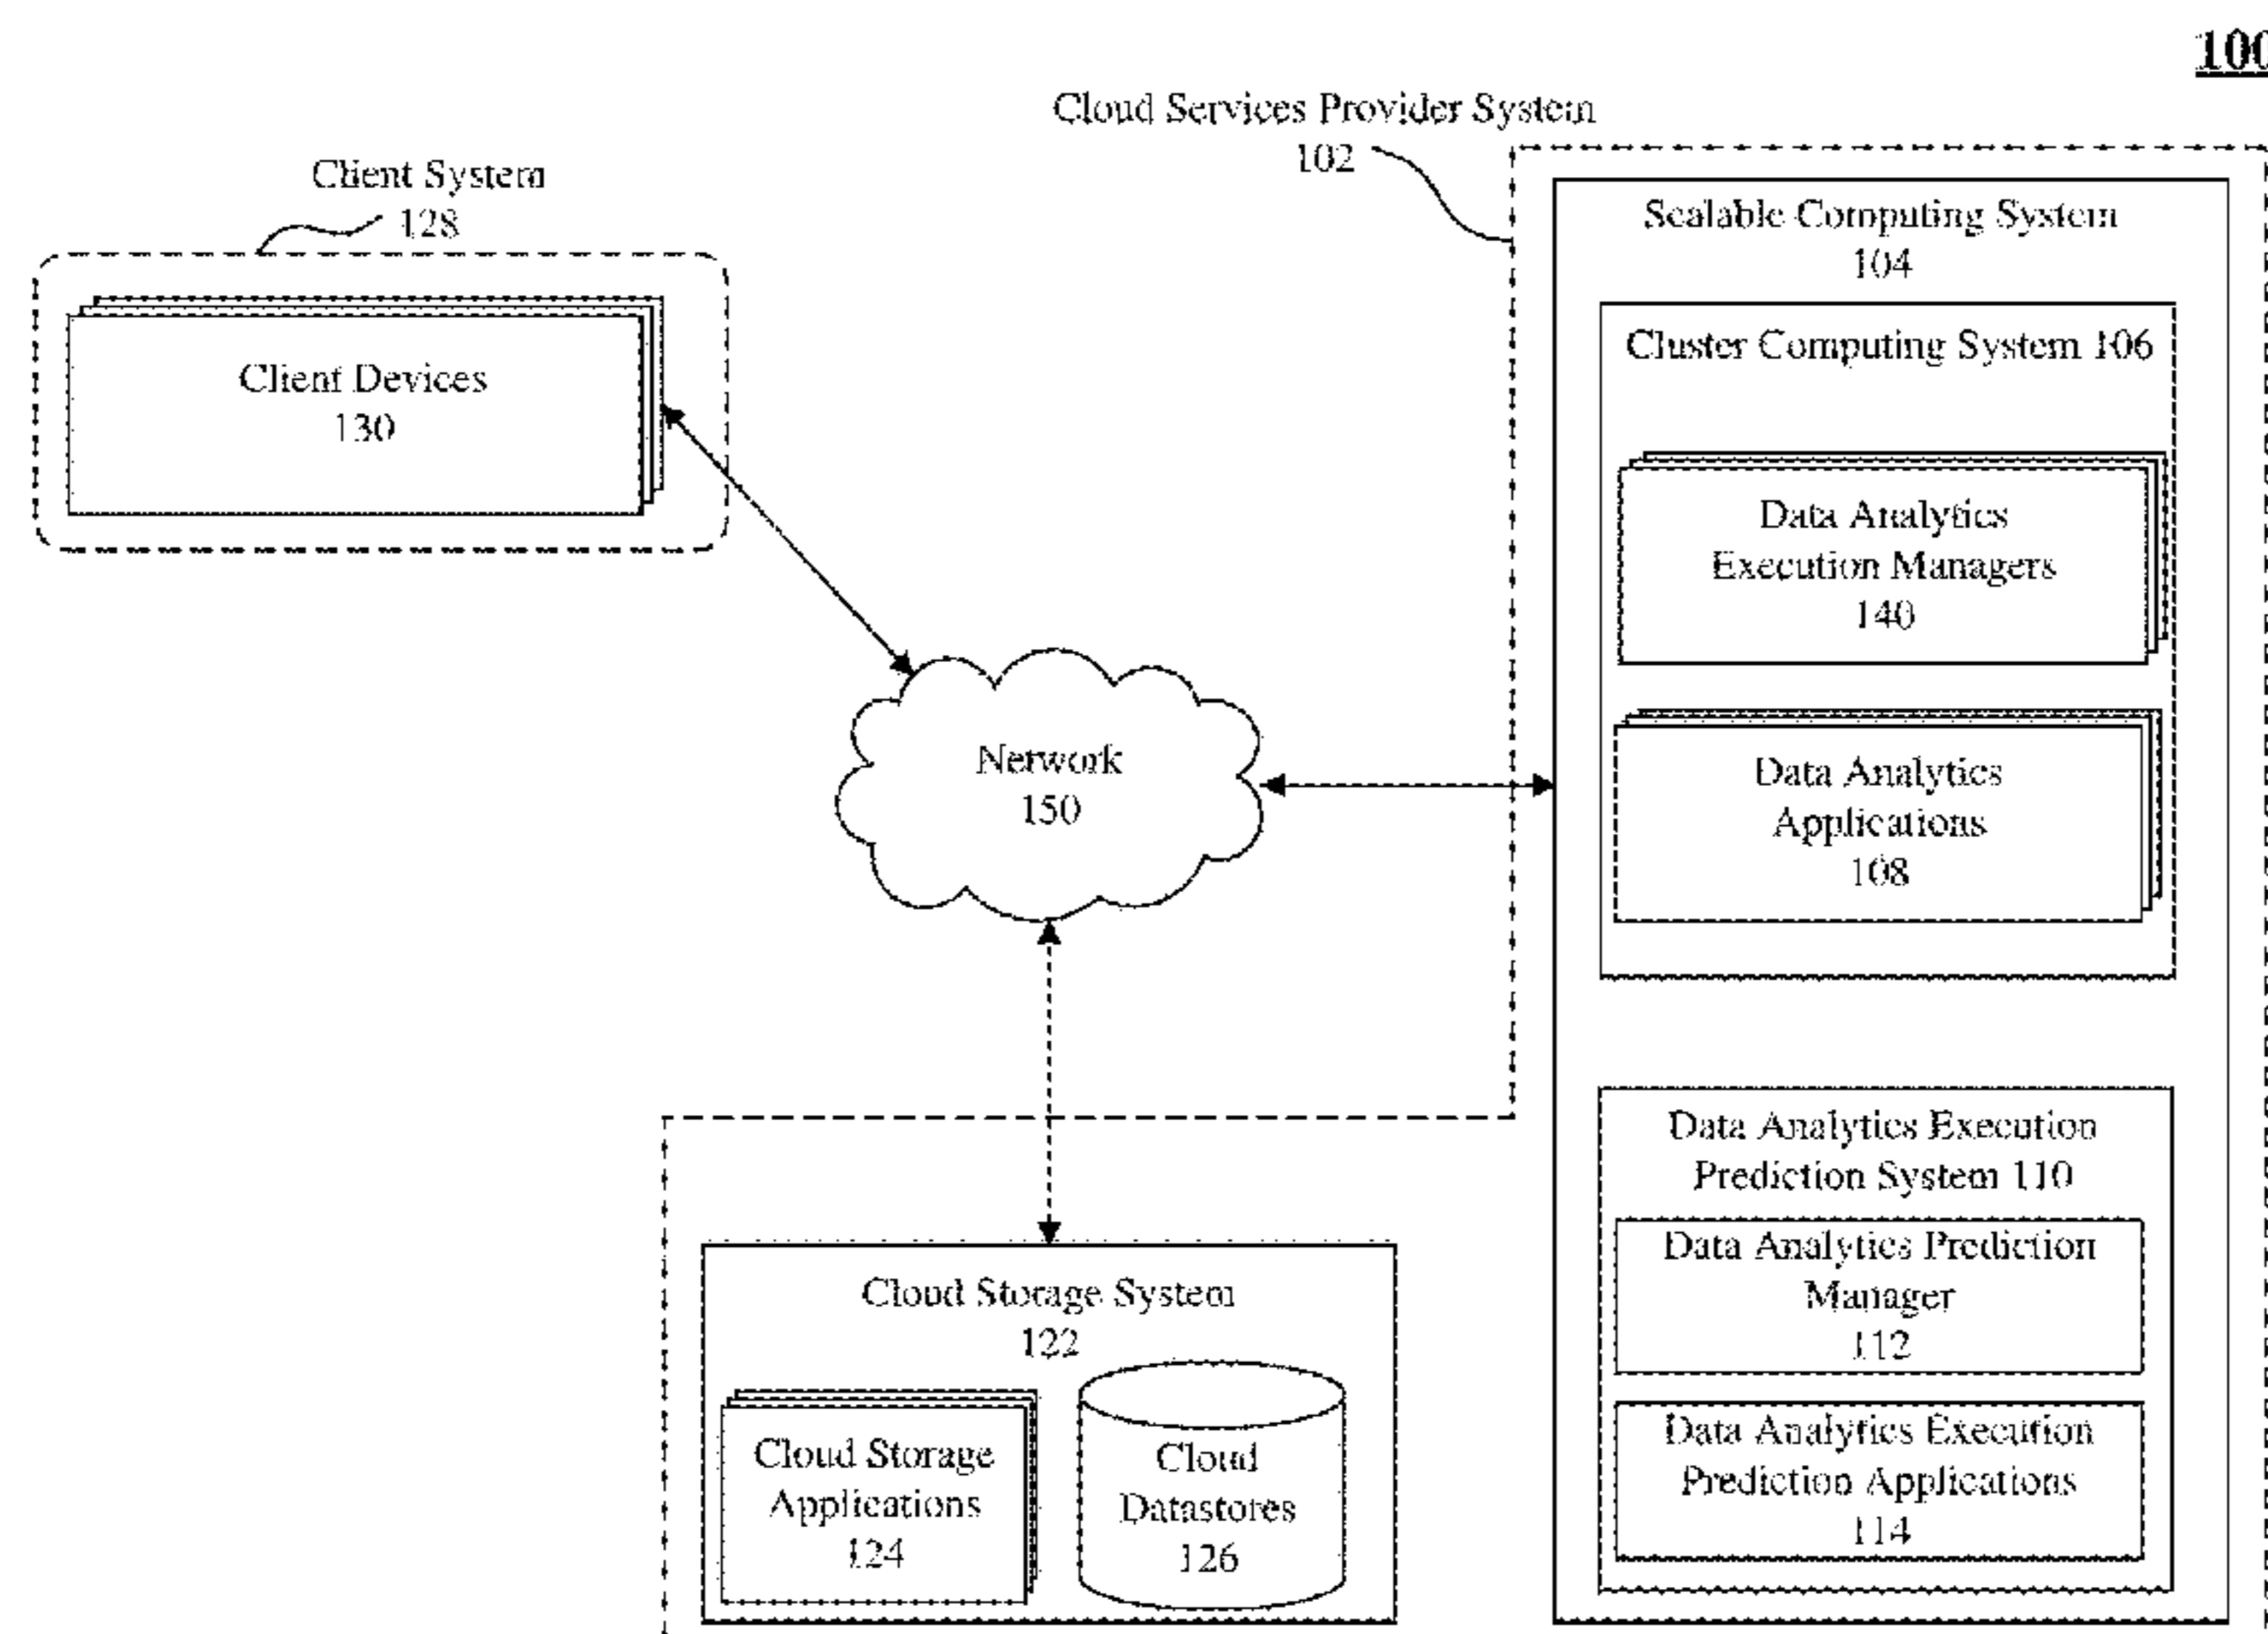 100
Cloud Services Provider System
102
Client System
128
Client Devices
130
Network
150
Scalable Computing System
104
Cluster Computing System 106
Data Analytics
Execution Managers
140
Data Analytics
Applications
108
Data Analytics Execution
Prediction System 110
Data Analytics Prediction
Manager
112
Data Analytics Execution
Prediction Applications
114
Cloud Storage System
122
Cloud Storage
Applications
124
Cloud
Datastores
126